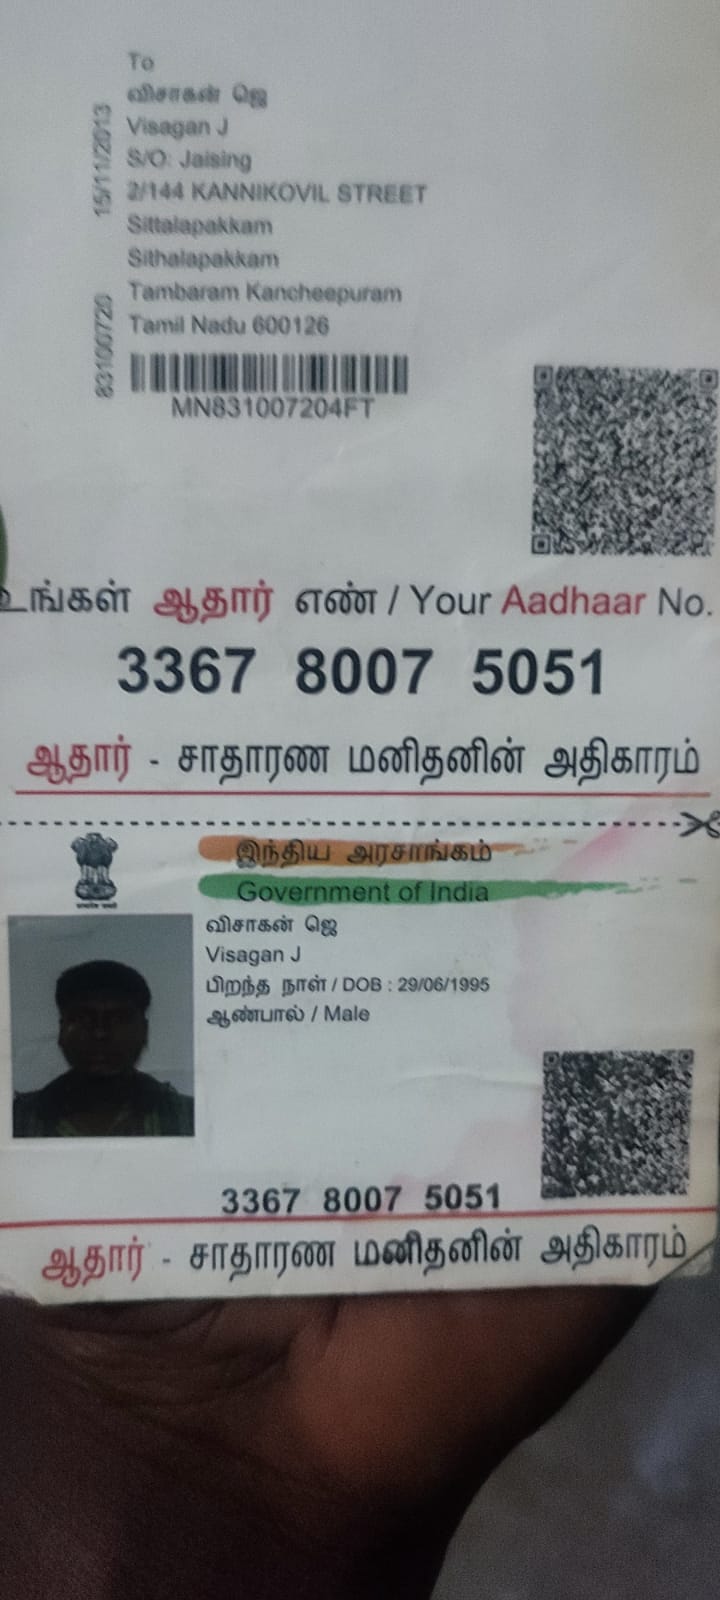 To
விசாகன் ஜெ
Visagan J
S/O: Jaising
2/144 KANNIKOVIL STREET
Sittalapakkam
Sithalapakkam
Tambaram Kancheepuram
Tamil Nadu 600126
15/11/2013
83100720
MN831007204FT
உங்கள் ஆதார் எண் / Your Aadhaar No.
3367 8007 5051
ஆதார் - சாதாரண மனிதனின் அதிகாரம்
இந்திய அரசாங்கம்
Government of India
விசாகன் ஜெ
Visagan J
பிறந்த நாள் / DOB : 29/06/1995
ஆண்பால் / Male
3367 8007 5051
ஆதார் - சாதாரண மனிதனின் அதிகாரம்